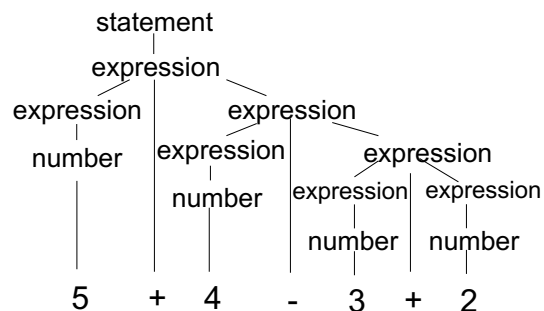 statement
expression
expression expression
number expression expression
number expression expression
number number
5 + 4 - 3 + 2